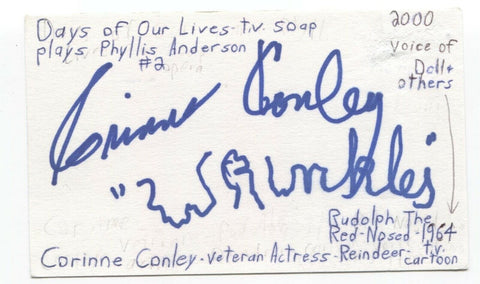 Days of Our Lives - t.v. soap
plays Phyllis Anderson
#2
2000
voice of
Doll +
others
Corinne Conley
Rudolph The
Red-Nosed - 1964
Reindeer - t.v.
cartoon
Corinne Conley - veteran Actress -